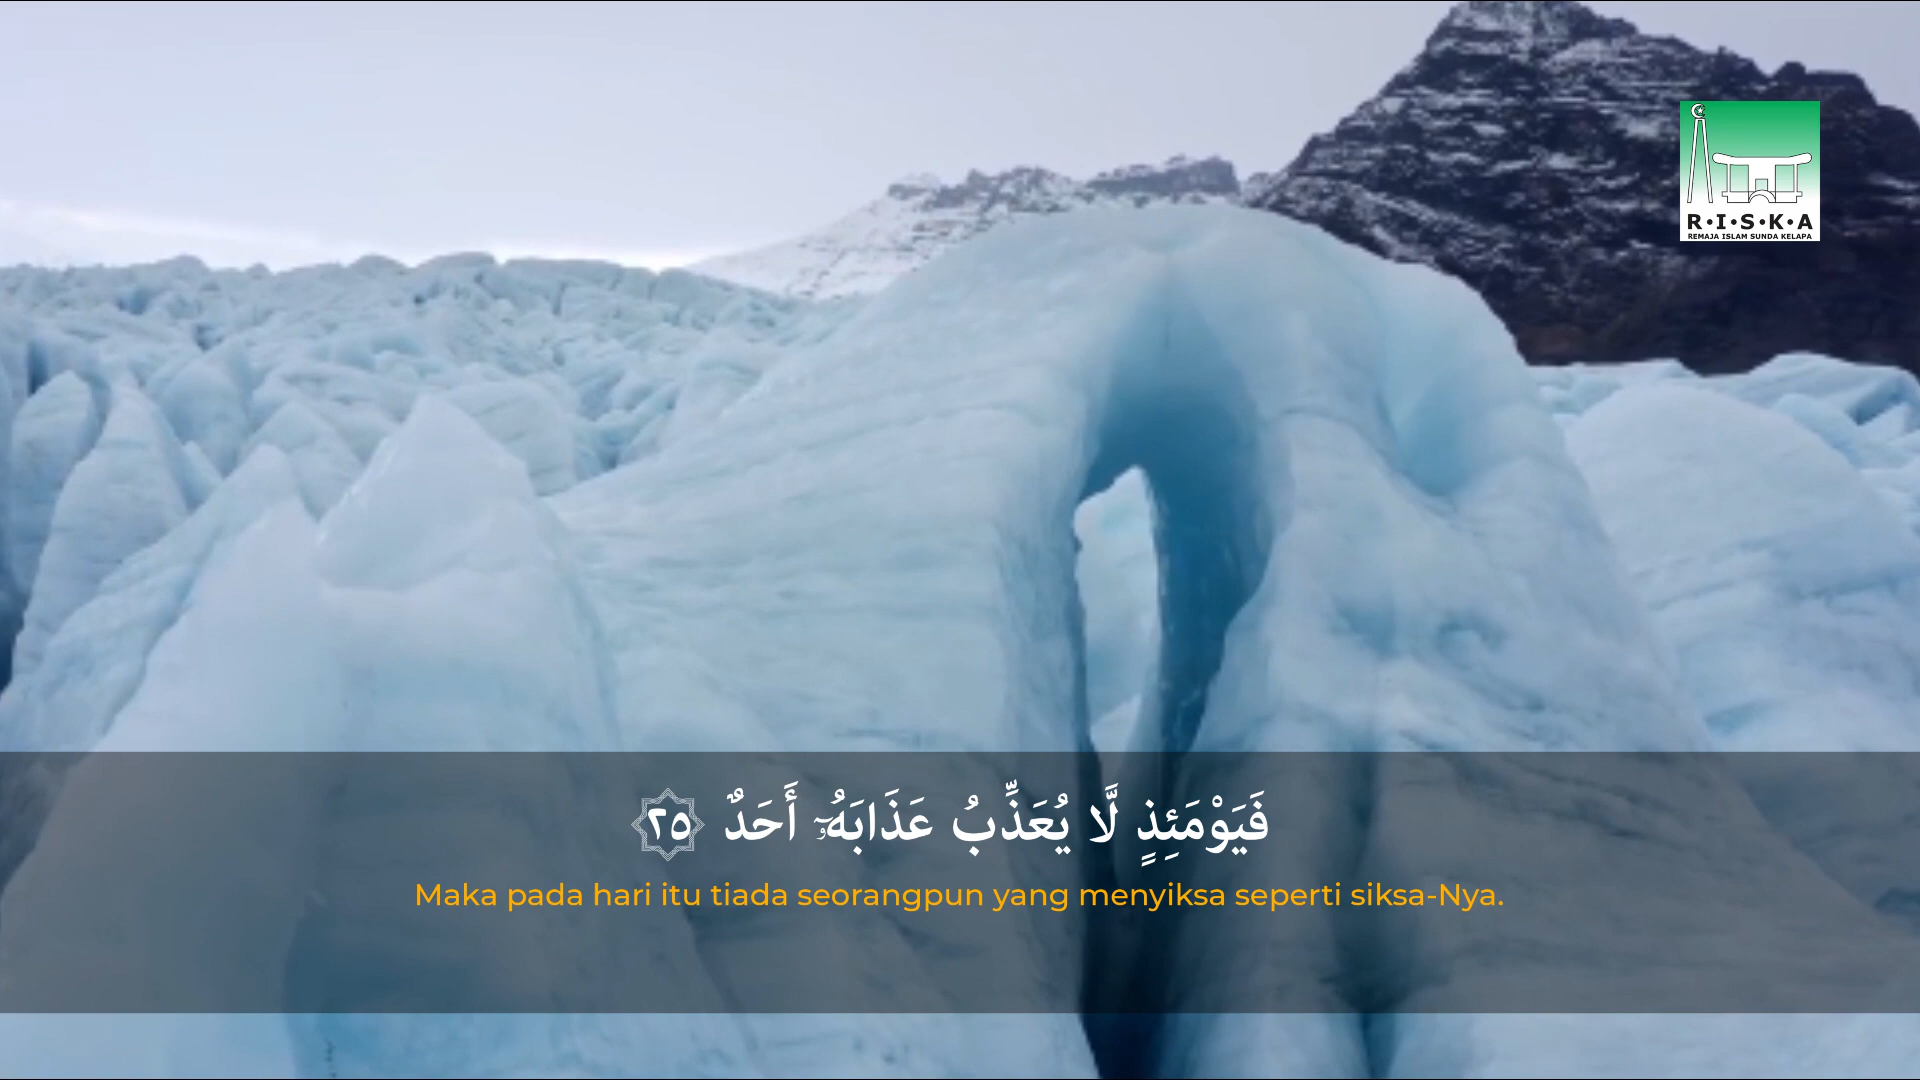 R•I•S•K•A
REMAJA ISLAM SUNDA KELAPA
فَيَوْمَئِذٍ لَّا يُعَذِّبُ عَذَابَهُۥٓ أَحَدٌ ٢٥
Maka pada hari itu tiada seorangpun yang menyiksa seperti siksa-Nya.